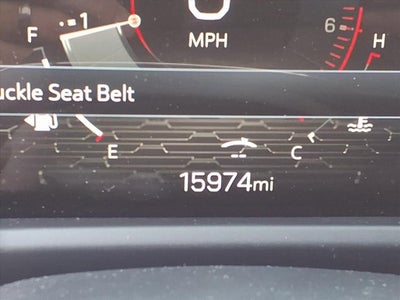 6
F 1 MPH H
uckle Seat Belt
E C
15974mi